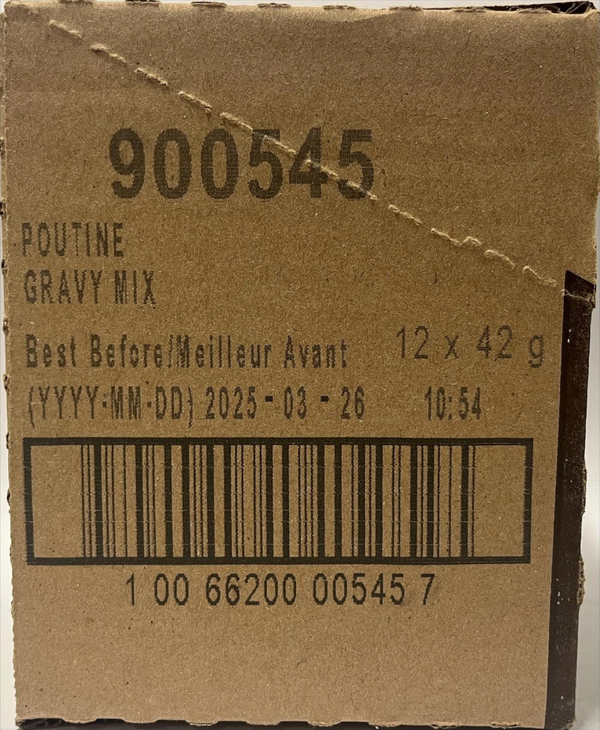 900545
POUTINE
GRAVY MIX
Best Before/Meilleur Avant 12 x 42 g
(YYYY-MM-DD) 2025-03-26 10:54
1 00 66200 00545 7